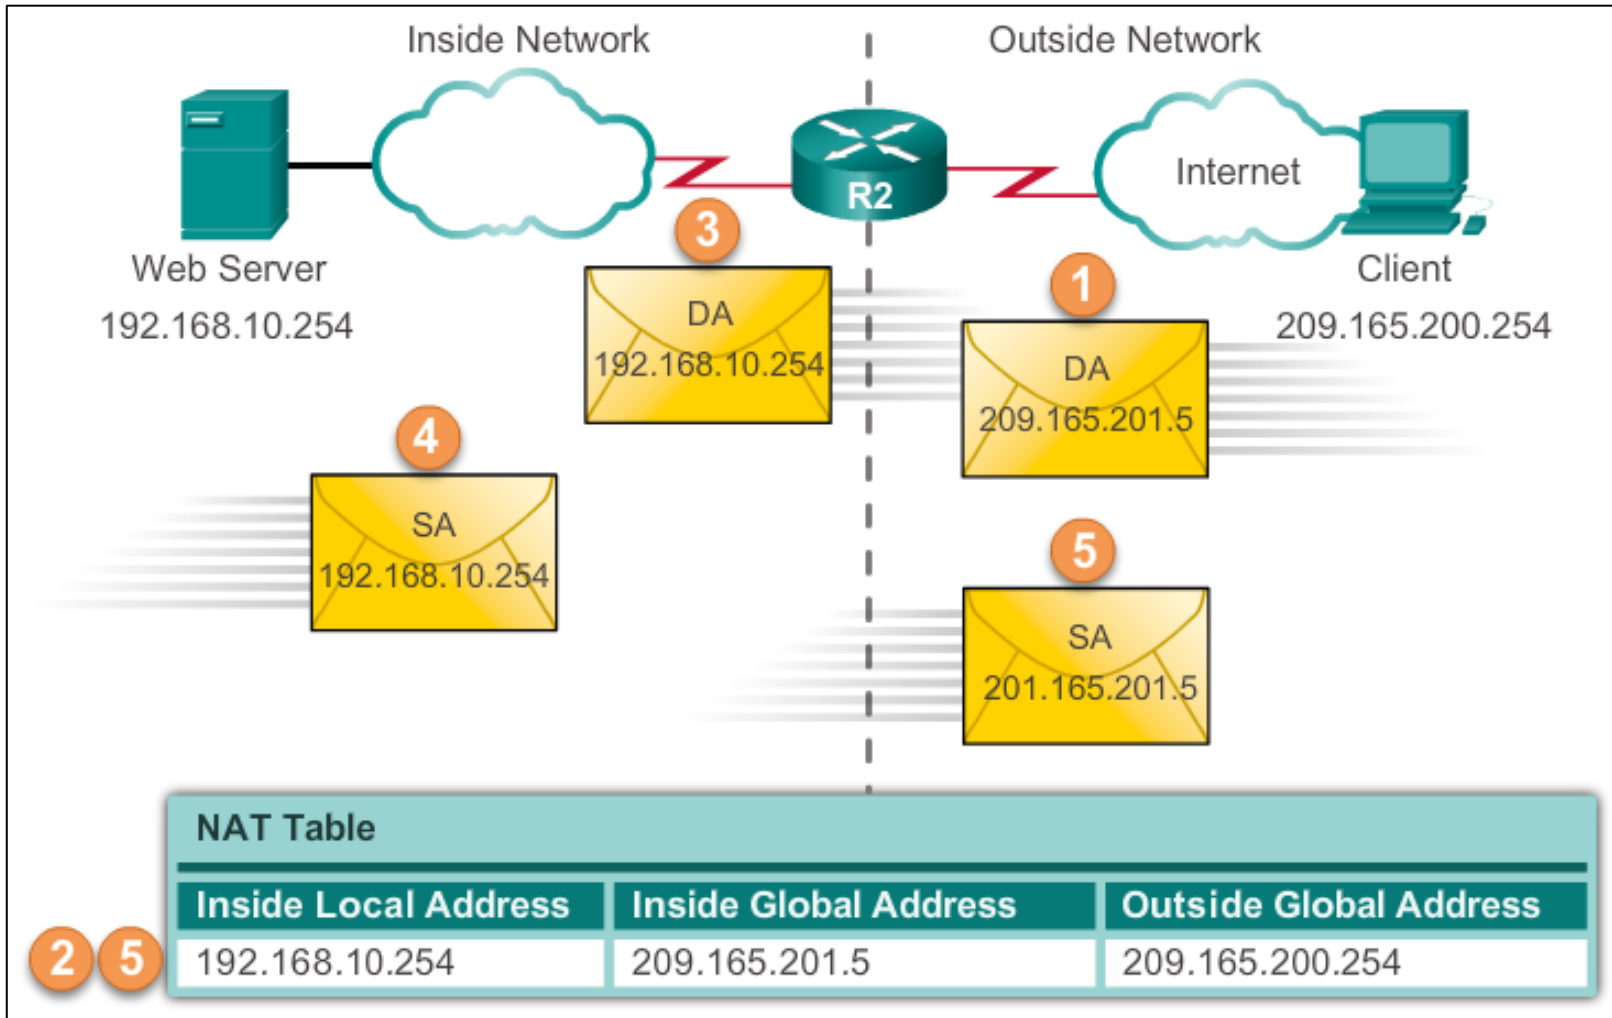 Inside Network
Outside Network
R2
Internet
Web Server
192.168.10.254
Client
209.165.200.254
3
DA
192.168.10.254
1
DA
209.165.201.5
4
SA
192.168.10.254
5
SA
201.165.201.5
NAT Table
Inside Local Address Inside Global Address Outside Global Address
2 5 192.168.10.254 209.165.201.5 209.165.200.254